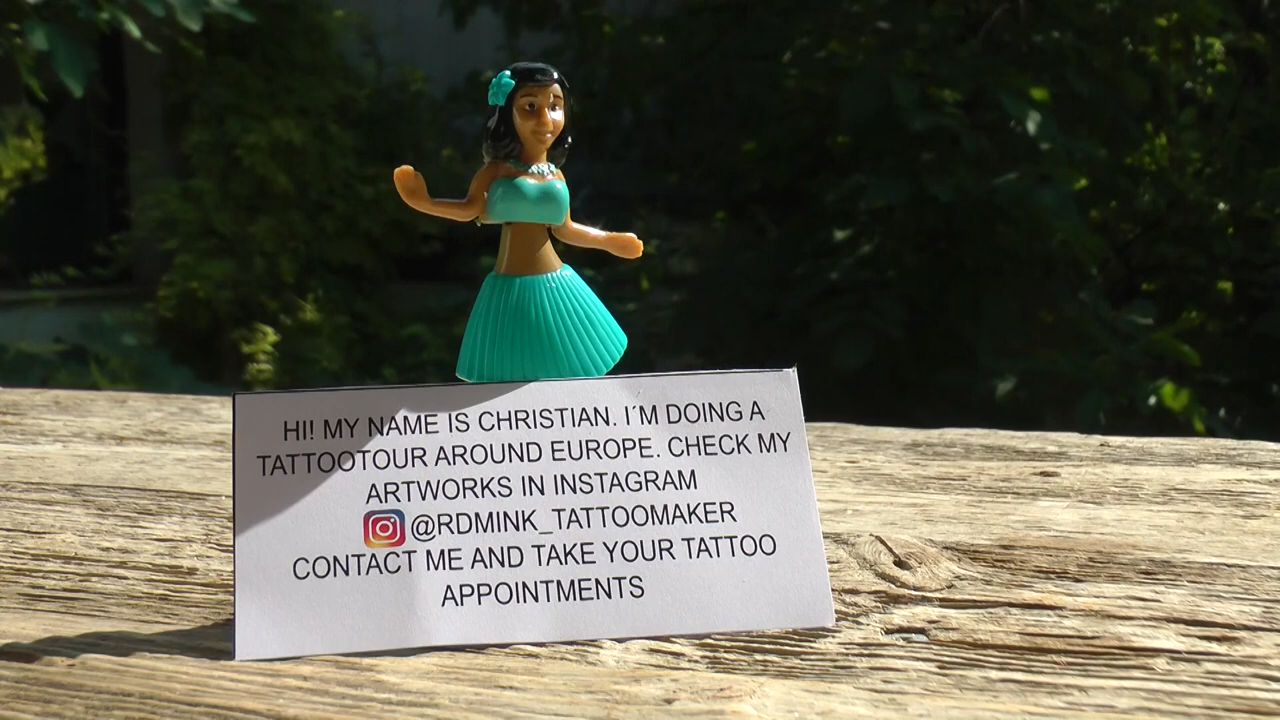 HI! MY NAME IS CHRISTIAN. I´M DOING A
TATTOOTOUR AROUND EUROPE. CHECK MY
ARTWORKS IN INSTAGRAM
@RDMINK_TATTOOMAKER
CONTACT ME AND TAKE YOUR TATTOO
APPOINTMENTS